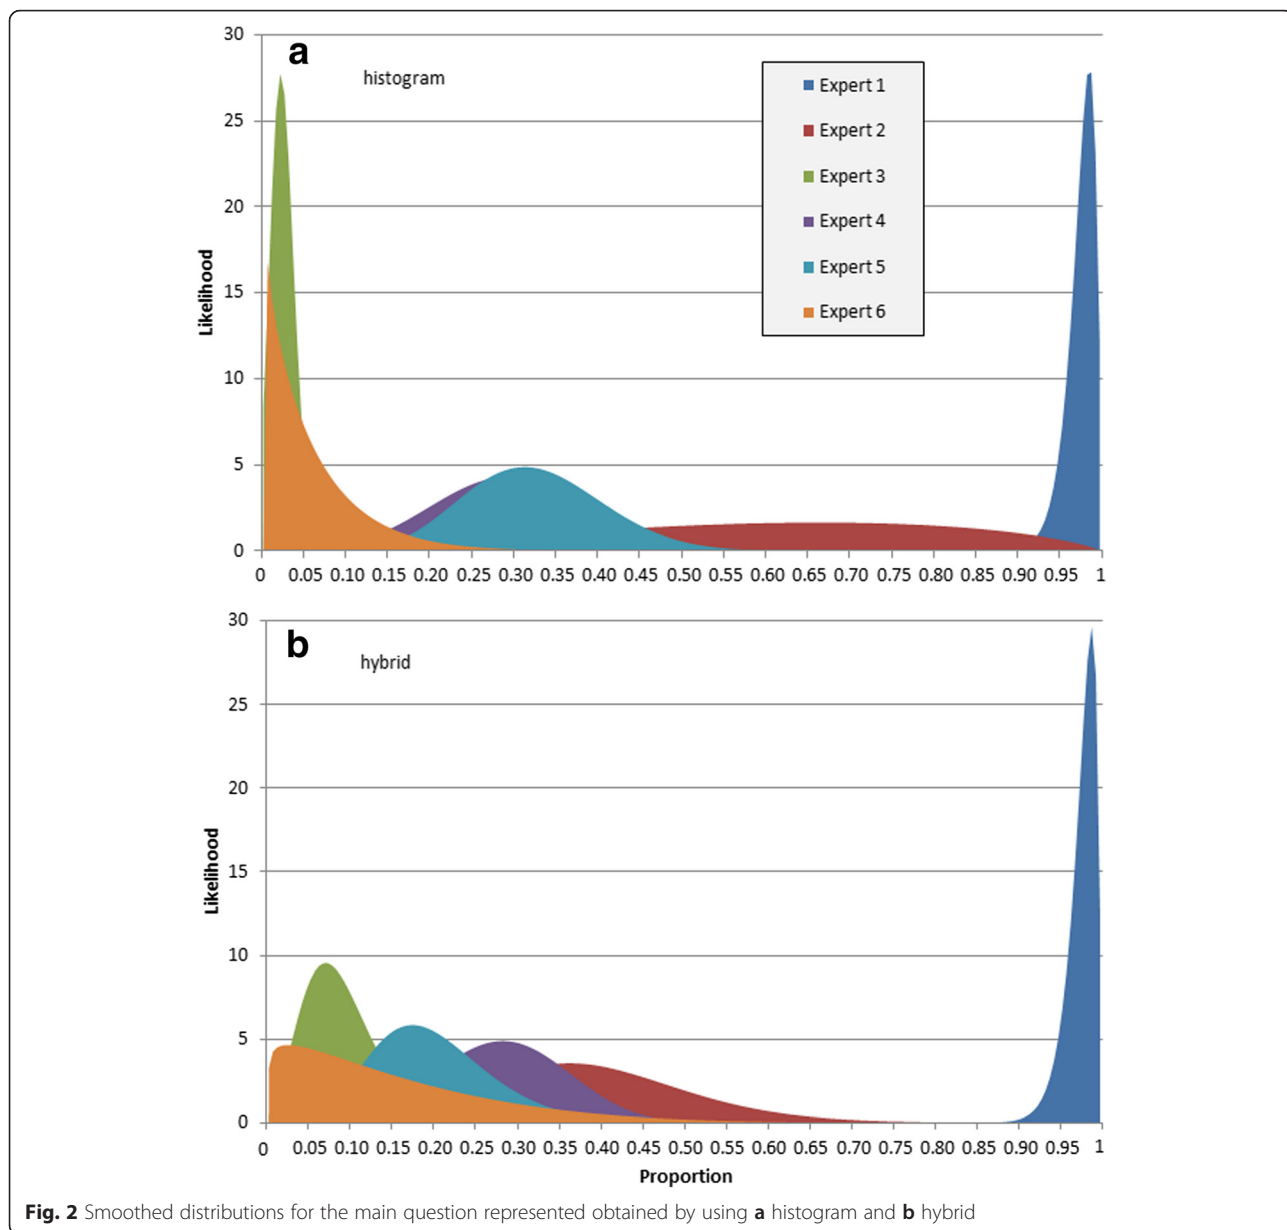 a
histogram
Expert 1
Expert 2
Expert 3
Expert 4
Expert 5
Expert 6
Likelihood
30
25
20
15
10
5
0
0 0.05 0.10 0.15 0.20 0.25 0.30 0.35 0.40 0.45 0.50 0.55 0.60 0.65 0.70 0.75 0.80 0.85 0.90 0.95 1
b
hybrid
Likelihood
30
25
20
15
10
5
0
0 0.05 0.10 0.15 0.20 0.25 0.30 0.35 0.40 0.45 0.50 0.55 0.60 0.65 0.70 0.75 0.80 0.85 0.90 0.95 1
Proportion
Fig. 2 Smoothed distributions for the main question represented obtained by using a histogram and b hybrid